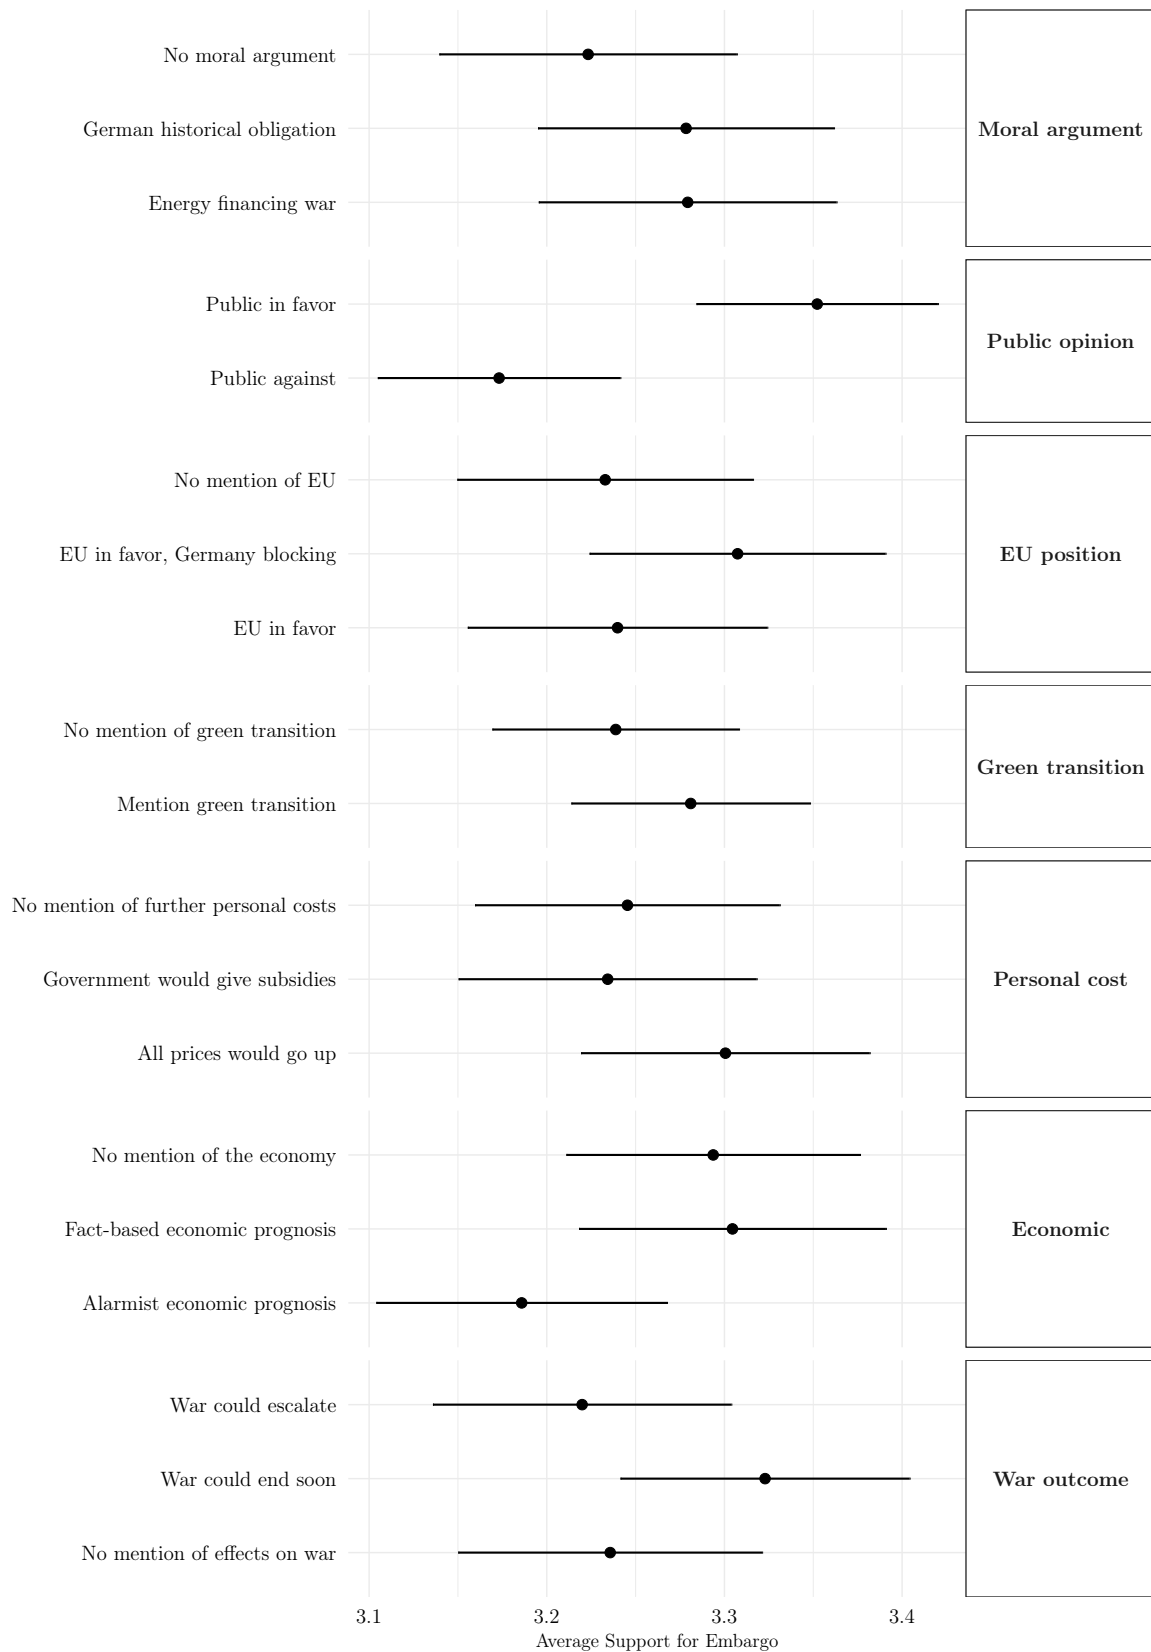 No moral argument
German historical obligation
Energy financing war
Moral argument
Public in favor
Public against
Public opinion
No mention of EU
EU in favor, Germany blocking
EU in favor
EU position
No mention of green transition
Mention green transition
Green transition
No mention of further personal costs
Government would give subsidies
All prices would go up
Personal cost
No mention of the economy
Fact-based economic prognosis
Alarmist economic prognosis
Economic
War could escalate
War could end soon
No mention of effects on war
War outcome
3.1 3.2 3.3 3.4
Average Support for Embargo